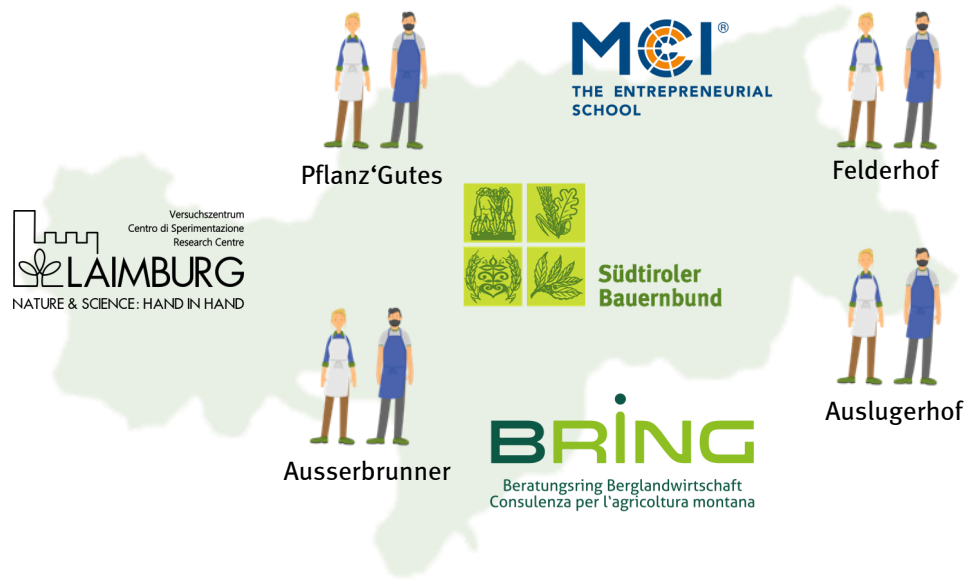 MCI®
THE ENTREPRENEURIAL
SCHOOL
Pflanz‘Gutes
Felderhof
Versuchszentrum
Centro di Sperimentazione
Research Centre
LAIMBURG
NATURE & SCIENCE: HAND IN HAND
Südtiroler
Bauernbund
Auslugerhof
Ausserbrunner
BRING
Beratungsring Berglandwirtschaft
Consulenza per l'agricoltura montana